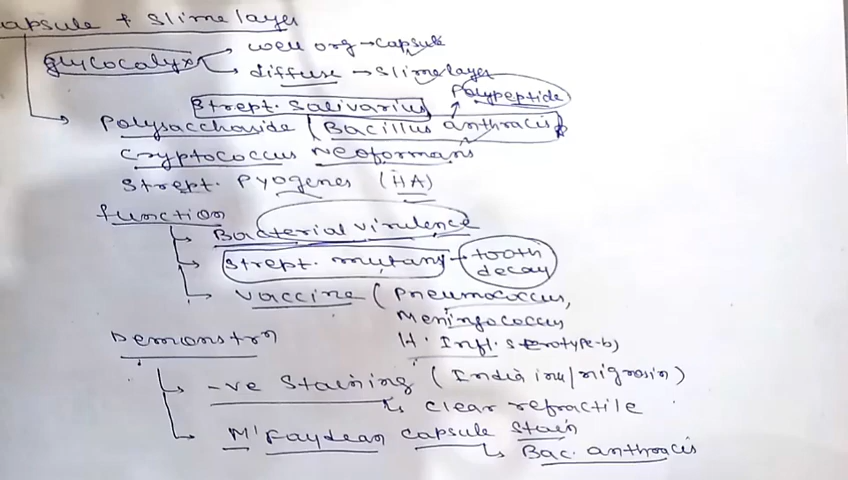 apsule + Slime layer
glycocalyx → well org → capsule
→ diffuse → Slime layer
Polypeptide
Strept. Salivarius
Polysaccharide (Bacillus anthracis)
Cryptococcus neoformans
Strept. Pyogenes (HA)
function
Bacterial virulence
Strept. mutans → tooth decay
vaccine (Pneumococcus,
Meningococcus
H. Infl. serotype-b)
Demonstrn
-ve Staining (India ink/nigrosin)
clear refractile
M'Faydean capsule stain
Bac. anthracis